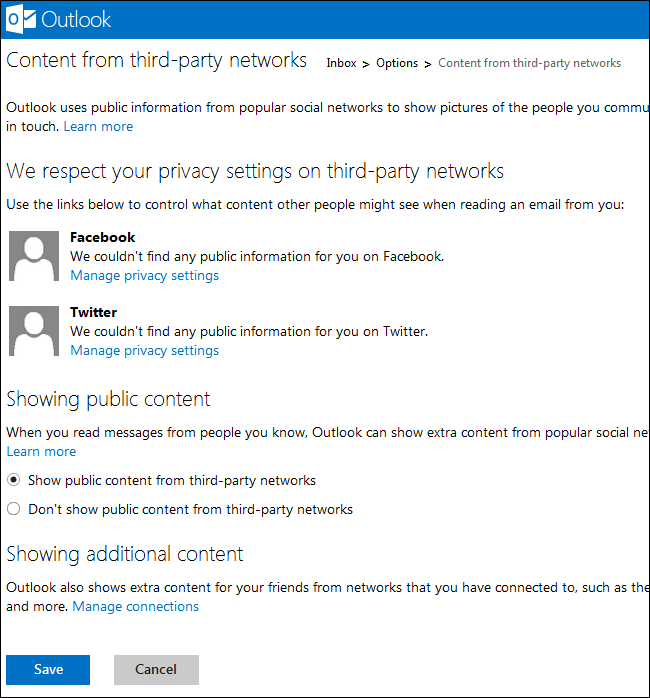 Outlook
Content from third-party networks Inbox > Options > Content from third-party networks
Outlook uses public information from popular social networks to show pictures of the people you commu
in touch. Learn more
We respect your privacy settings on third-party networks
Use the links below to control what content other people might see when reading an email from you:
Facebook
We couldn't find any public information for you on Facebook.
Manage privacy settings
Twitter
We couldn't find any public information for you on Twitter.
Manage privacy settings
Showing public content
When you read messages from people you know, Outlook can show extra content from popular social ne
Learn more
Show public content from third-party networks
Don't show public content from third-party networks
Showing additional content
Outlook also shows extra content for your friends from networks that you have connected to, such as the
and more. Manage connections
Save Cancel